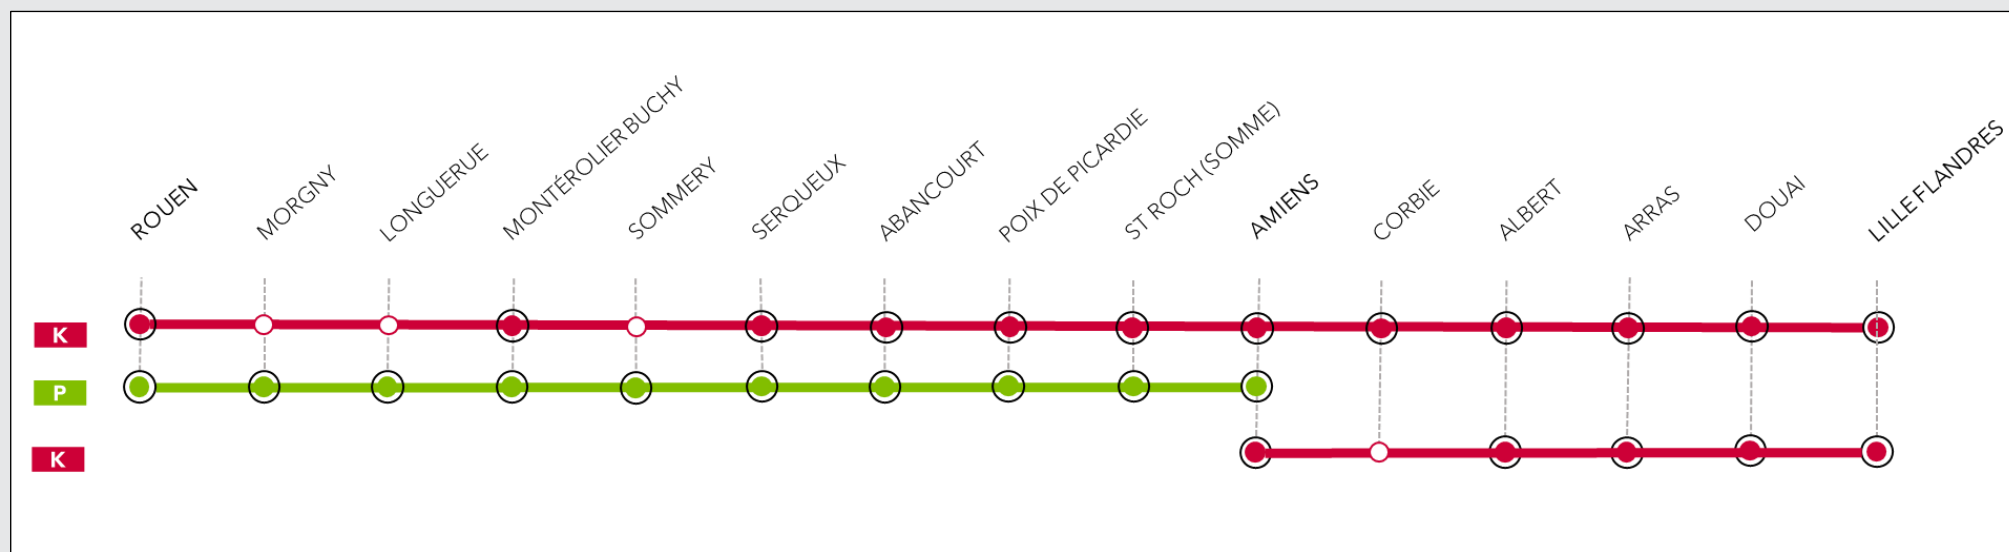 ROUEN
MORGNY
LONGUERUE
MONTÉROLIER BUCHY
SOMMERY
SERQUEUX
ABANCOURT
POIX DE PICARDIE
ST ROCH (SOMME)
AMIENS
CORBIE
ALBERT
ARRAS
DOUAI
LILLE FLANDRES
K
P
K